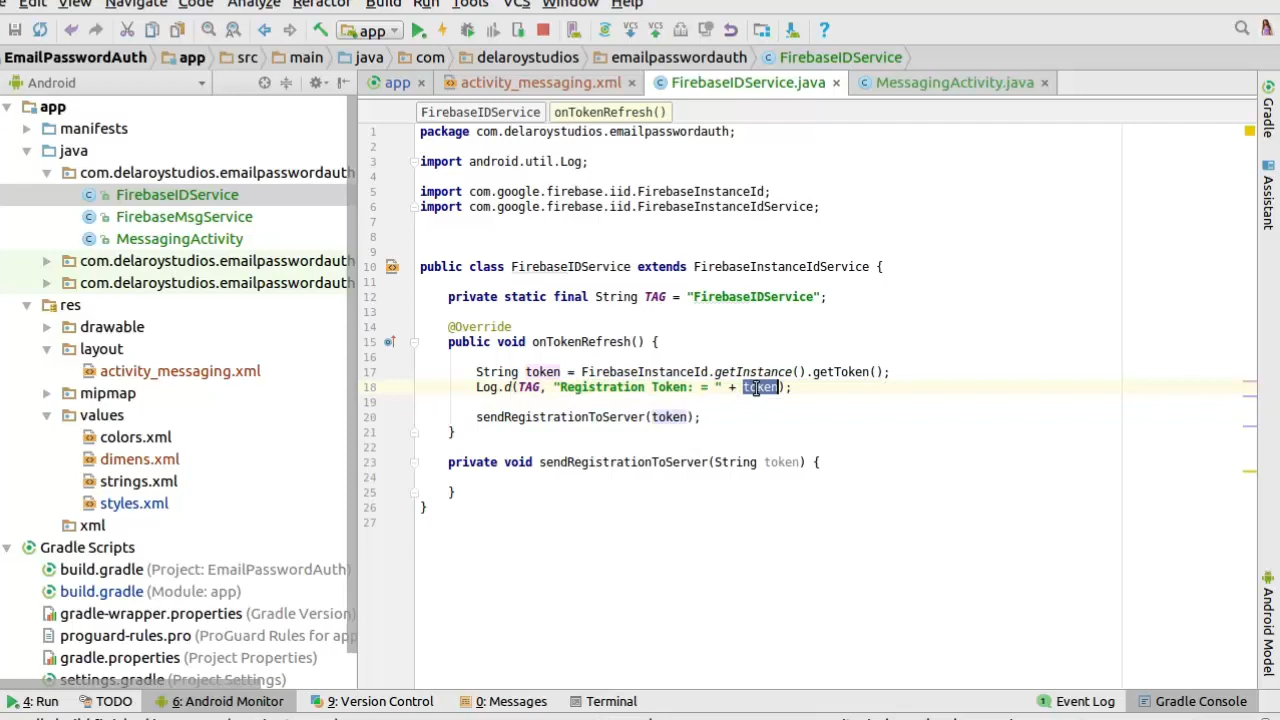 Edit View Navigate Code Analyze Refactor Build Run Tools VCS Window Help
app
EmailPasswordAuth app src main java com delaroystudios emailpasswordauth FirebaseIDService
Android
app activity_messaging.xml FirebaseIDService.java MessagingActivity.java
FirebaseIDService onTokenRefresh()
app
manifests
java
com.delaroystudios.emailpasswordauth
FirebaseIDService
FirebaseMsgService
MessagingActivity
com.delaroystudios.emailpasswordauth
com.delaroystudios.emailpasswordauth
res
drawable
layout
activity_messaging.xml
mipmap
values
colors.xml
dimens.xml
strings.xml
styles.xml
xml
Gradle Scripts
build.gradle (Project: EmailPasswordAuth)
build.gradle (Module: app)
gradle-wrapper.properties (Gradle Version)
proguard-rules.pro (ProGuard Rules for app
gradle.properties (Project Properties)
settings.gradle (Project Settings)
1 package com.delaroystudios.emailpasswordauth;
2
3 import android.util.Log;
4
5 import com.google.firebase.iid.FirebaseInstanceId;
6 import com.google.firebase.iid.FirebaseInstanceIdService;
7
8
9
10 public class FirebaseIDService extends FirebaseInstanceIdService {
11
12 private static final String TAG = "FirebaseIDService";
13
14 @Override
15 public void onTokenRefresh() {
16
17 String token = FirebaseInstanceId.getInstance().getToken();
18 Log.d(TAG, "Registration Token: = " + token);
19
20 sendRegistrationToServer(token);
21 }
22
23 private void sendRegistrationToServer(String token) {
24
25 }
26 }
27
Gradle
Assistant
Android Model
4: Run TODO 6: Android Monitor 9: Version Control 0: Messages Terminal Event Log Gradle Console